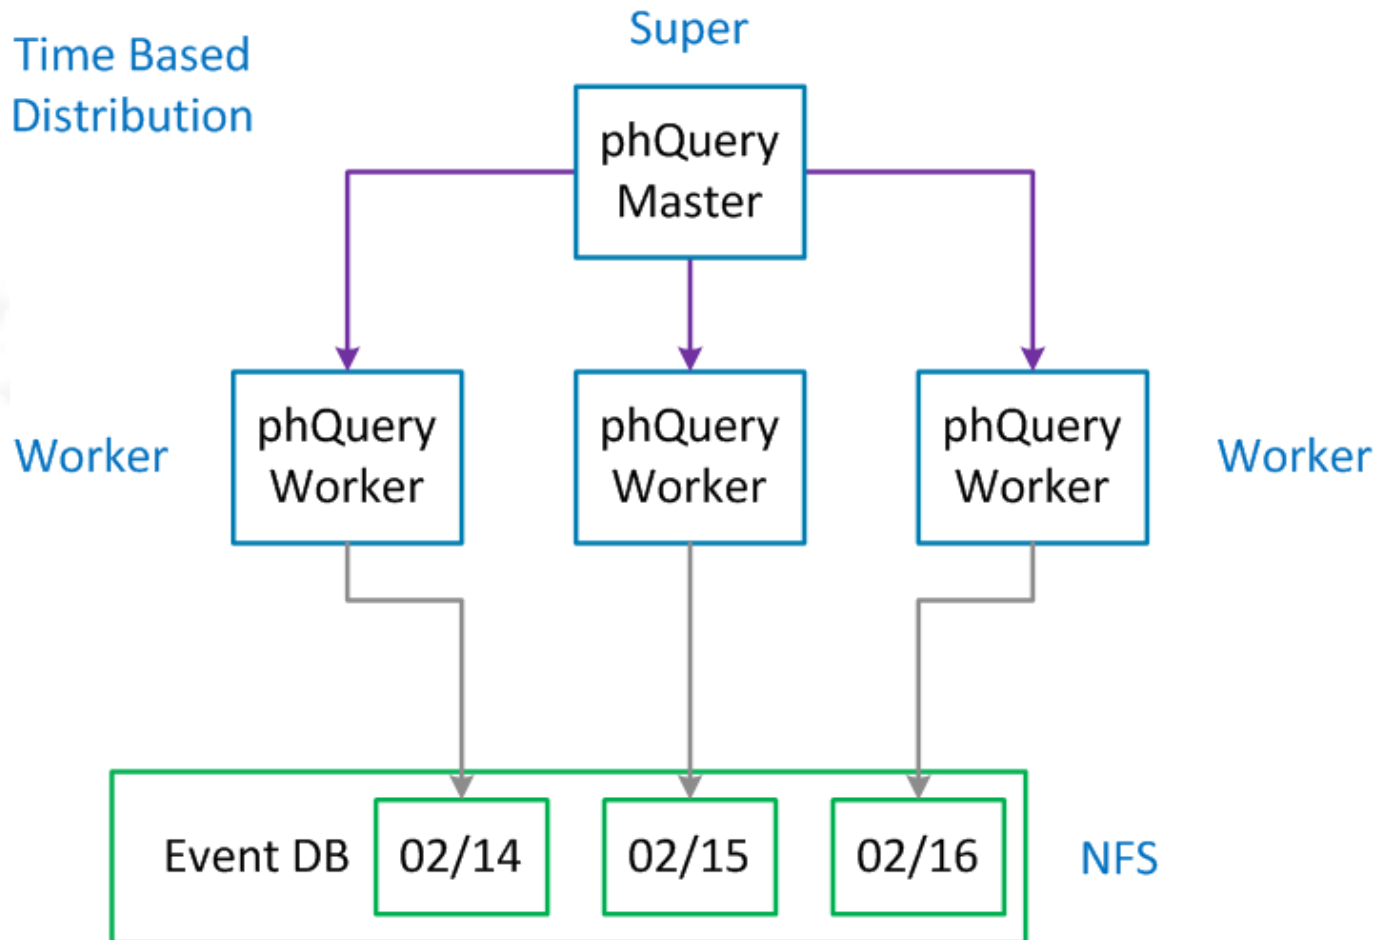 Super
Time Based
Distribution
phQuery
Master
Worker
phQuery
Worker
phQuery
Worker
phQuery
Worker
Worker
Event DB
02/14
02/15
02/16
NFS